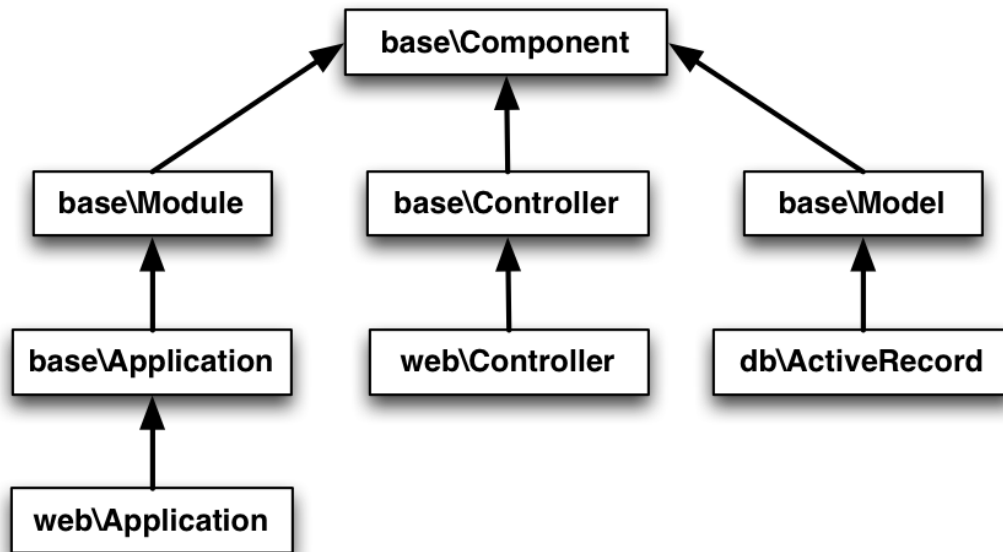 base\Component
base\Module
base\Controller
base\Model
base\Application
web\Controller
db\ActiveRecord
web\Application